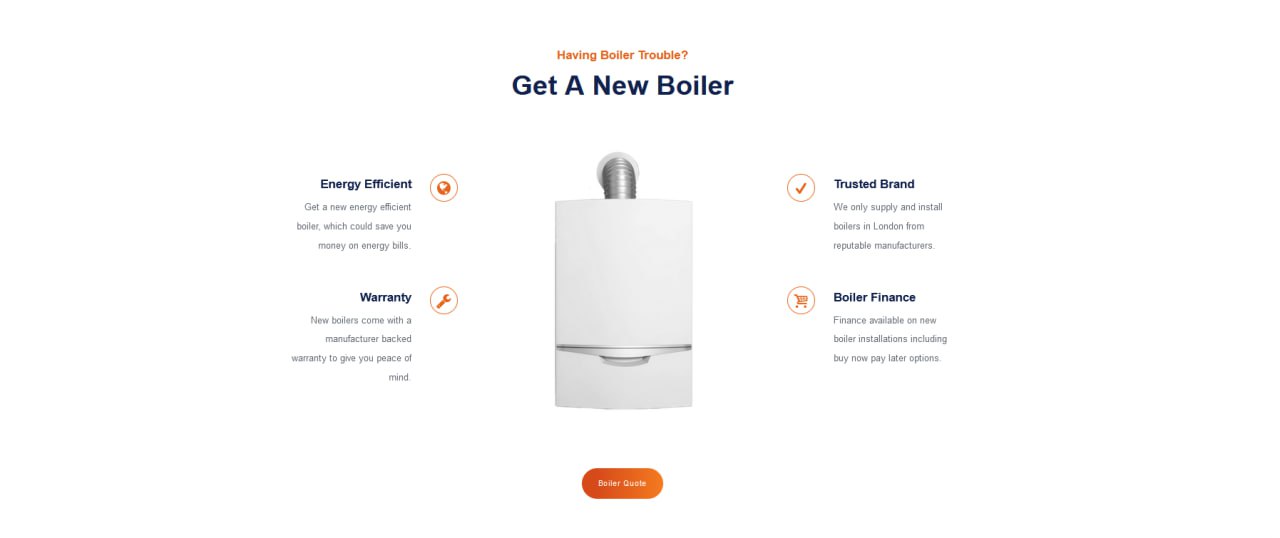 Having Boiler Trouble?
Get A New Boiler
Energy Efficient
Get a new energy efficient
boiler, which could save you
money on energy bills.
Warranty
New boilers come with a
manufacturer backed
warranty to give you peace of
mind.
Trusted Brand
We only supply and install
boilers in London from
reputable manufacturers.
Boiler Finance
Finance available on new
boiler installations including
buy now pay later options.
Boiler Quote